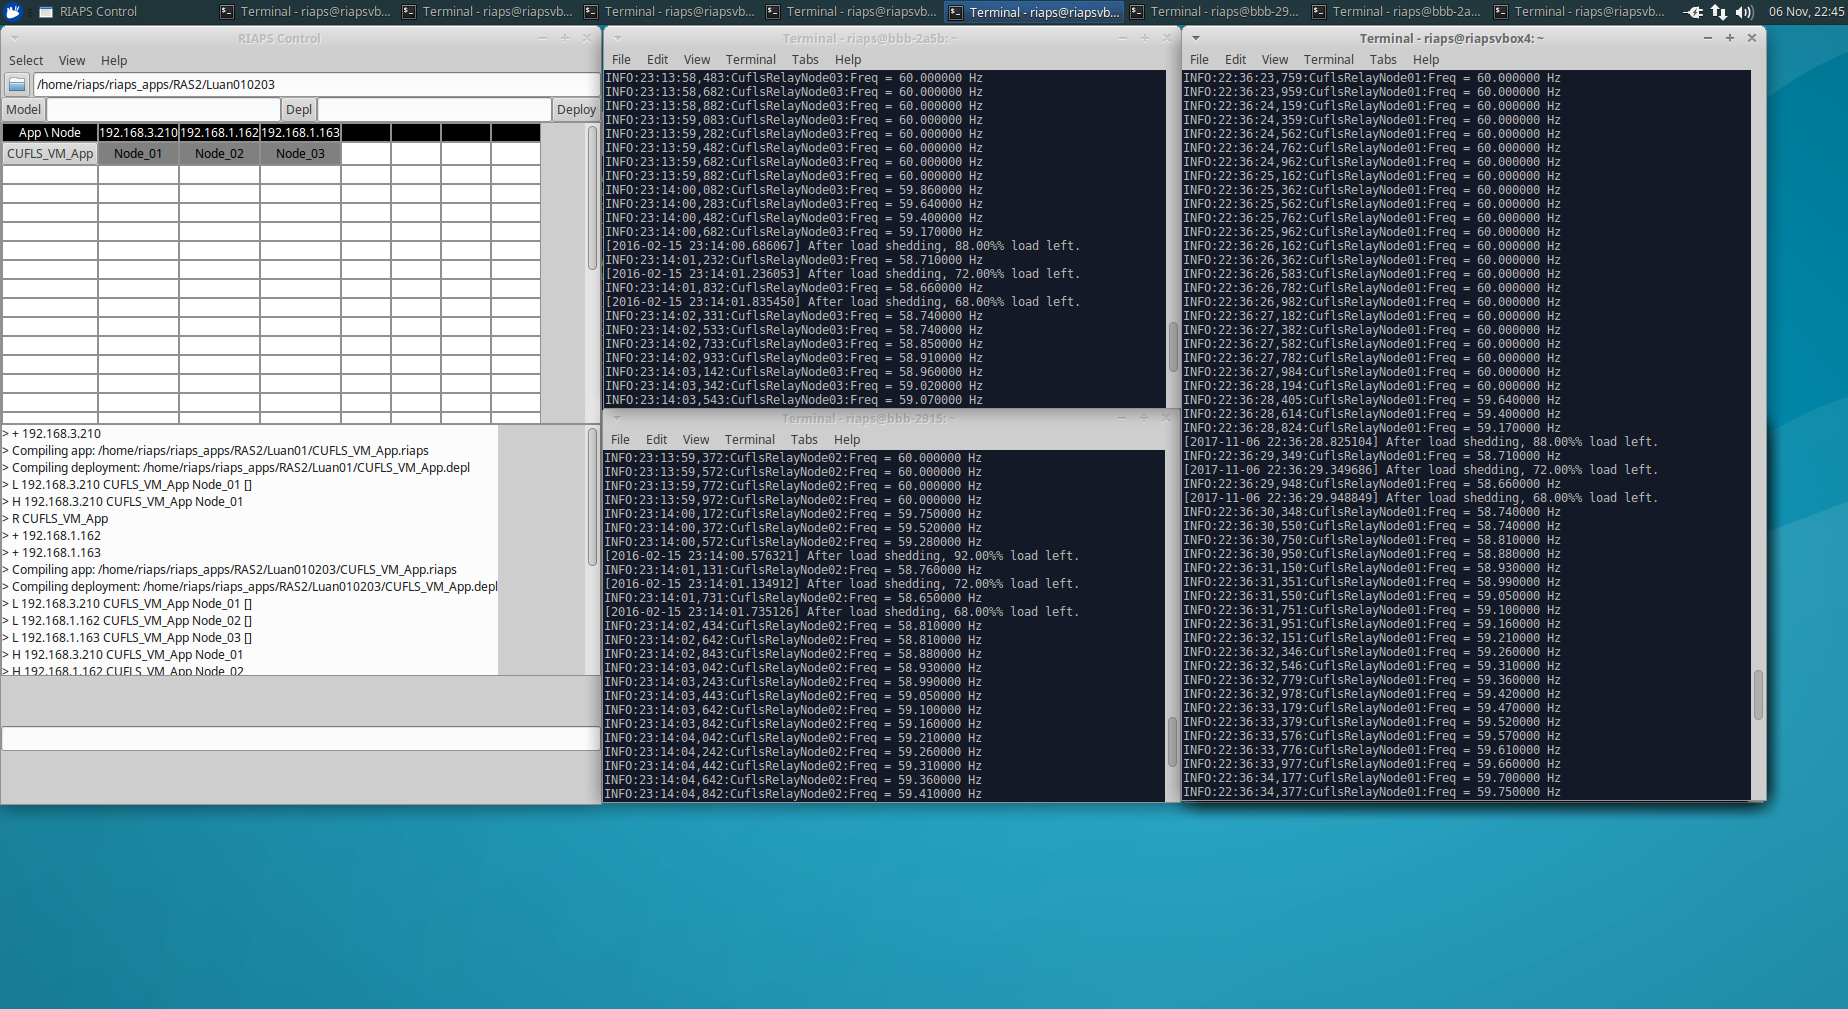 RIAPS Control
Terminal - riaps@riapsvb...
Terminal - riaps@riapsvb...
Terminal - riaps@riapsvb...
Terminal - riaps@riapsvb...
Terminal - riaps@riapsvb...
Terminal - riaps@bbb-29...
Terminal - riaps@bbb-2a...
Terminal - riaps@riapsvb...
06 Nov, 22:45
RIAPS Control
Select View Help
/home/riaps/riaps_apps/RAS2/Luan010203
Model Depl Deploy
App \ Node 192.168.3.210 192.168.1.162 192.168.1.163
CUFLS_VM_App Node_01 Node_02 Node_03
> + 192.168.3.210
> Compiling app: /home/riaps/riaps_apps/RAS2/Luan01/CUFLS_VM_App.riaps
> Compiling deployment: /home/riaps/riaps_apps/RAS2/Luan01/CUFLS_VM_App.depl
> L 192.168.3.210 CUFLS_VM_App Node_01 []
> H 192.168.3.210 CUFLS_VM_App Node_01
> R CUFLS_VM_App
> + 192.168.1.162
> + 192.168.1.163
> Compiling app: /home/riaps/riaps_apps/RAS2/Luan010203/CUFLS_VM_App.riaps
> Compiling deployment: /home/riaps/riaps_apps/RAS2/Luan010203/CUFLS_VM_App.depl
> L 192.168.3.210 CUFLS_VM_App Node_01 []
> L 192.168.1.162 CUFLS_VM_App Node_02 []
> L 192.168.1.163 CUFLS_VM_App Node_03 []
> H 192.168.3.210 CUFLS_VM_App Node_01
> H 192.168.1.162 CUFLS_VM_App Node_02
Terminal - riaps@bbb-2a5b: ~
File Edit View Terminal Tabs Help
INFO:23:13:58,483:CuflsRelayNode03:Freq = 60.000000 Hz
INFO:23:13:58,682:CuflsRelayNode03:Freq = 60.000000 Hz
INFO:23:13:58,882:CuflsRelayNode03:Freq = 60.000000 Hz
INFO:23:13:59,083:CuflsRelayNode03:Freq = 60.000000 Hz
INFO:23:13:59,282:CuflsRelayNode03:Freq = 60.000000 Hz
INFO:23:13:59,482:CuflsRelayNode03:Freq = 60.000000 Hz
INFO:23:13:59,682:CuflsRelayNode03:Freq = 60.000000 Hz
INFO:23:13:59,882:CuflsRelayNode03:Freq = 60.000000 Hz
INFO:23:14:00,082:CuflsRelayNode03:Freq = 59.860000 Hz
INFO:23:14:00,283:CuflsRelayNode03:Freq = 59.640000 Hz
INFO:23:14:00,482:CuflsRelayNode03:Freq = 59.400000 Hz
INFO:23:14:00,682:CuflsRelayNode03:Freq = 59.170000 Hz
[2016-02-15 23:14:00.686067] After load shedding, 88.00%% load left.
INFO:23:14:01,232:CuflsRelayNode03:Freq = 58.710000 Hz
[2016-02-15 23:14:01.236053] After load shedding, 72.00%% load left.
INFO:23:14:01,832:CuflsRelayNode03:Freq = 58.660000 Hz
[2016-02-15 23:14:01.835450] After load shedding, 68.00%% load left.
INFO:23:14:02,331:CuflsRelayNode03:Freq = 58.740000 Hz
INFO:23:14:02,533:CuflsRelayNode03:Freq = 58.740000 Hz
INFO:23:14:02,733:CuflsRelayNode03:Freq = 58.850000 Hz
INFO:23:14:02,933:CuflsRelayNode03:Freq = 58.910000 Hz
INFO:23:14:03,142:CuflsRelayNode03:Freq = 58.960000 Hz
INFO:23:14:03,342:CuflsRelayNode03:Freq = 59.020000 Hz
INFO:23:14:03,543:CuflsRelayNode03:Freq = 59.070000 Hz
Terminal - riaps@bbb-2915: ~
File Edit View Terminal Tabs Help
INFO:23:13:59,372:CuflsRelayNode02:Freq = 60.000000 Hz
INFO:23:13:59,572:CuflsRelayNode02:Freq = 60.000000 Hz
INFO:23:13:59,772:CuflsRelayNode02:Freq = 60.000000 Hz
INFO:23:13:59,972:CuflsRelayNode02:Freq = 60.000000 Hz
INFO:23:14:00,172:CuflsRelayNode02:Freq = 59.750000 Hz
INFO:23:14:00,372:CuflsRelayNode02:Freq = 59.520000 Hz
INFO:23:14:00,572:CuflsRelayNode02:Freq = 59.280000 Hz
[2016-02-15 23:14:00.576321] After load shedding, 92.00%% load left.
INFO:23:14:01,131:CuflsRelayNode02:Freq = 58.760000 Hz
[2016-02-15 23:14:01.134912] After load shedding, 72.00%% load left.
INFO:23:14:01,731:CuflsRelayNode02:Freq = 58.650000 Hz
[2016-02-15 23:14:01.735126] After load shedding, 68.00%% load left.
INFO:23:14:02,434:CuflsRelayNode02:Freq = 58.810000 Hz
INFO:23:14:02,642:CuflsRelayNode02:Freq = 58.810000 Hz
INFO:23:14:02,843:CuflsRelayNode02:Freq = 58.880000 Hz
INFO:23:14:03,042:CuflsRelayNode02:Freq = 58.930000 Hz
INFO:23:14:03,243:CuflsRelayNode02:Freq = 58.990000 Hz
INFO:23:14:03,443:CuflsRelayNode02:Freq = 59.050000 Hz
INFO:23:14:03,642:CuflsRelayNode02:Freq = 59.100000 Hz
INFO:23:14:03,842:CuflsRelayNode02:Freq = 59.160000 Hz
INFO:23:14:04,042:CuflsRelayNode02:Freq = 59.210000 Hz
INFO:23:14:04,242:CuflsRelayNode02:Freq = 59.260000 Hz
INFO:23:14:04,442:CuflsRelayNode02:Freq = 59.310000 Hz
INFO:23:14:04,642:CuflsRelayNode02:Freq = 59.360000 Hz
INFO:23:14:04,842:CuflsRelayNode02:Freq = 59.410000 Hz
Terminal - riaps@riapsvbox4: ~
File Edit View Terminal Tabs Help
INFO:22:36:23,759:CuflsRelayNode01:Freq = 60.000000 Hz
INFO:22:36:23,959:CuflsRelayNode01:Freq = 60.000000 Hz
INFO:22:36:24,159:CuflsRelayNode01:Freq = 60.000000 Hz
INFO:22:36:24,359:CuflsRelayNode01:Freq = 60.000000 Hz
INFO:22:36:24,562:CuflsRelayNode01:Freq = 60.000000 Hz
INFO:22:36:24,762:CuflsRelayNode01:Freq = 60.000000 Hz
INFO:22:36:24,962:CuflsRelayNode01:Freq = 60.000000 Hz
INFO:22:36:25,162:CuflsRelayNode01:Freq = 60.000000 Hz
INFO:22:36:25,362:CuflsRelayNode01:Freq = 60.000000 Hz
INFO:22:36:25,562:CuflsRelayNode01:Freq = 60.000000 Hz
INFO:22:36:25,762:CuflsRelayNode01:Freq = 60.000000 Hz
INFO:22:36:25,962:CuflsRelayNode01:Freq = 60.000000 Hz
INFO:22:36:26,162:CuflsRelayNode01:Freq = 60.000000 Hz
INFO:22:36:26,362:CuflsRelayNode01:Freq = 60.000000 Hz
INFO:22:36:26,583:CuflsRelayNode01:Freq = 60.000000 Hz
INFO:22:36:26,782:CuflsRelayNode01:Freq = 60.000000 Hz
INFO:22:36:26,982:CuflsRelayNode01:Freq = 60.000000 Hz
INFO:22:36:27,182:CuflsRelayNode01:Freq = 60.000000 Hz
INFO:22:36:27,382:CuflsRelayNode01:Freq = 60.000000 Hz
INFO:22:36:27,582:CuflsRelayNode01:Freq = 60.000000 Hz
INFO:22:36:27,782:CuflsRelayNode01:Freq = 60.000000 Hz
INFO:22:36:27,984:CuflsRelayNode01:Freq = 60.000000 Hz
INFO:22:36:28,194:CuflsRelayNode01:Freq = 60.000000 Hz
INFO:22:36:28,405:CuflsRelayNode01:Freq = 59.640000 Hz
INFO:22:36:28,614:CuflsRelayNode01:Freq = 59.400000 Hz
INFO:22:36:28,824:CuflsRelayNode01:Freq = 59.170000 Hz
[2017-11-06 22:36:28.825104] After load shedding, 88.00%% load left.
INFO:22:36:29,349:CuflsRelayNode01:Freq = 58.710000 Hz
[2017-11-06 22:36:29.349686] After load shedding, 72.00%% load left.
INFO:22:36:29,948:CuflsRelayNode01:Freq = 58.660000 Hz
[2017-11-06 22:36:29.948849] After load shedding, 68.00%% load left.
INFO:22:36:30,348:CuflsRelayNode01:Freq = 58.740000 Hz
INFO:22:36:30,550:CuflsRelayNode01:Freq = 58.740000 Hz
INFO:22:36:30,750:CuflsRelayNode01:Freq = 58.810000 Hz
INFO:22:36:30,950:CuflsRelayNode01:Freq = 58.880000 Hz
INFO:22:36:31,150:CuflsRelayNode01:Freq = 58.930000 Hz
INFO:22:36:31,351:CuflsRelayNode01:Freq = 58.990000 Hz
INFO:22:36:31,550:CuflsRelayNode01:Freq = 59.050000 Hz
INFO:22:36:31,751:CuflsRelayNode01:Freq = 59.100000 Hz
INFO:22:36:31,951:CuflsRelayNode01:Freq = 59.160000 Hz
INFO:22:36:32,151:CuflsRelayNode01:Freq = 59.210000 Hz
INFO:22:36:32,346:CuflsRelayNode01:Freq = 59.260000 Hz
INFO:22:36:32,546:CuflsRelayNode01:Freq = 59.310000 Hz
INFO:22:36:32,779:CuflsRelayNode01:Freq = 59.360000 Hz
INFO:22:36:32,978:CuflsRelayNode01:Freq = 59.420000 Hz
INFO:22:36:33,179:CuflsRelayNode01:Freq = 59.470000 Hz
INFO:22:36:33,379:CuflsRelayNode01:Freq = 59.520000 Hz
INFO:22:36:33,576:CuflsRelayNode01:Freq = 59.570000 Hz
INFO:22:36:33,776:CuflsRelayNode01:Freq = 59.610000 Hz
INFO:22:36:33,977:CuflsRelayNode01:Freq = 59.660000 Hz
INFO:22:36:34,177:CuflsRelayNode01:Freq = 59.700000 Hz
INFO:22:36:34,377:CuflsRelayNode01:Freq = 59.750000 Hz